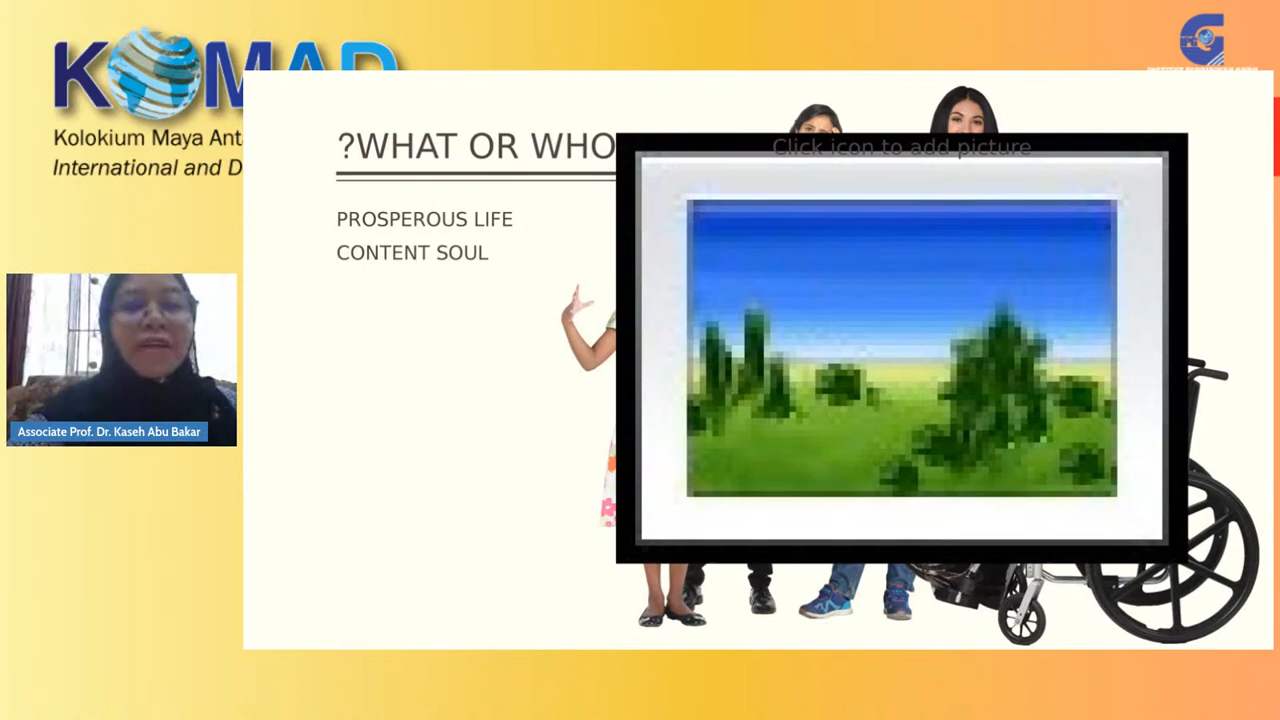 KOMAD
Kolokium Maya Ant
International and D
?WHAT OR WHO
Click icon to add picture
PROSPEROUS LIFE
CONTENT SOUL
Associate Prof. Dr. Kaseh Abu Bakar